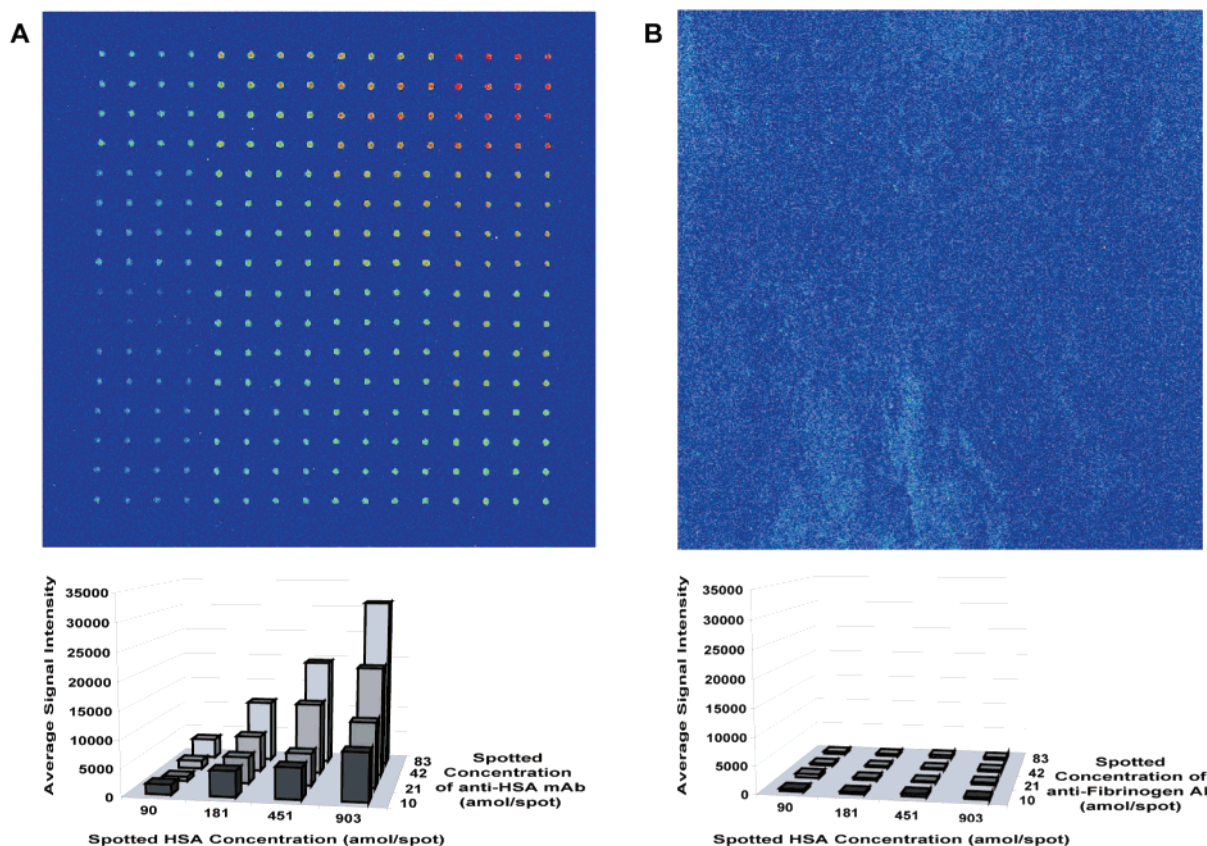 A
B
Average Signal Intensity
35000
30000
25000
20000
15000
10000
5000
0
90
181
451
903
83
42
21
10
Spotted
Concentration
of anti-HSA mAb
(amol/spot)
Spotted HSA Concentration (amol/spot)
Average Signal Intensity
35000
30000
25000
20000
15000
10000
5000
0
90
181
451
903
83
42
21
10
Spotted
Concentration of
anti-Fibrinogen Al
(amol/spot)
Spotted HSA Concentration (amol/spot)